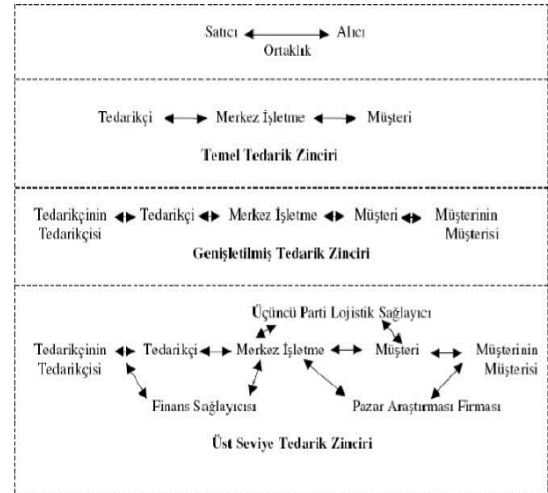 Satıcı Alıcı
Ortaklık
Tedarikçi Merkez İşletme Müşteri
Temel Tedarik Zinciri
Tedarikçinin Tedarikçi Merkez İşletme Müşteri Müşterinin
Tedarikçisi Müşterisi
Genişletilmiş Tedarik Zinciri
Üçüncü Parti Lojistik Sağlayıcı
Tedarikçinin Tedarikçi Merkez İşletme Müşteri Müşterinin
Tedarikçisi Müşterisi
Finans Sağlayıcısı Pazar Araştırması Firması
Üst Seviye Tedarik Zinciri